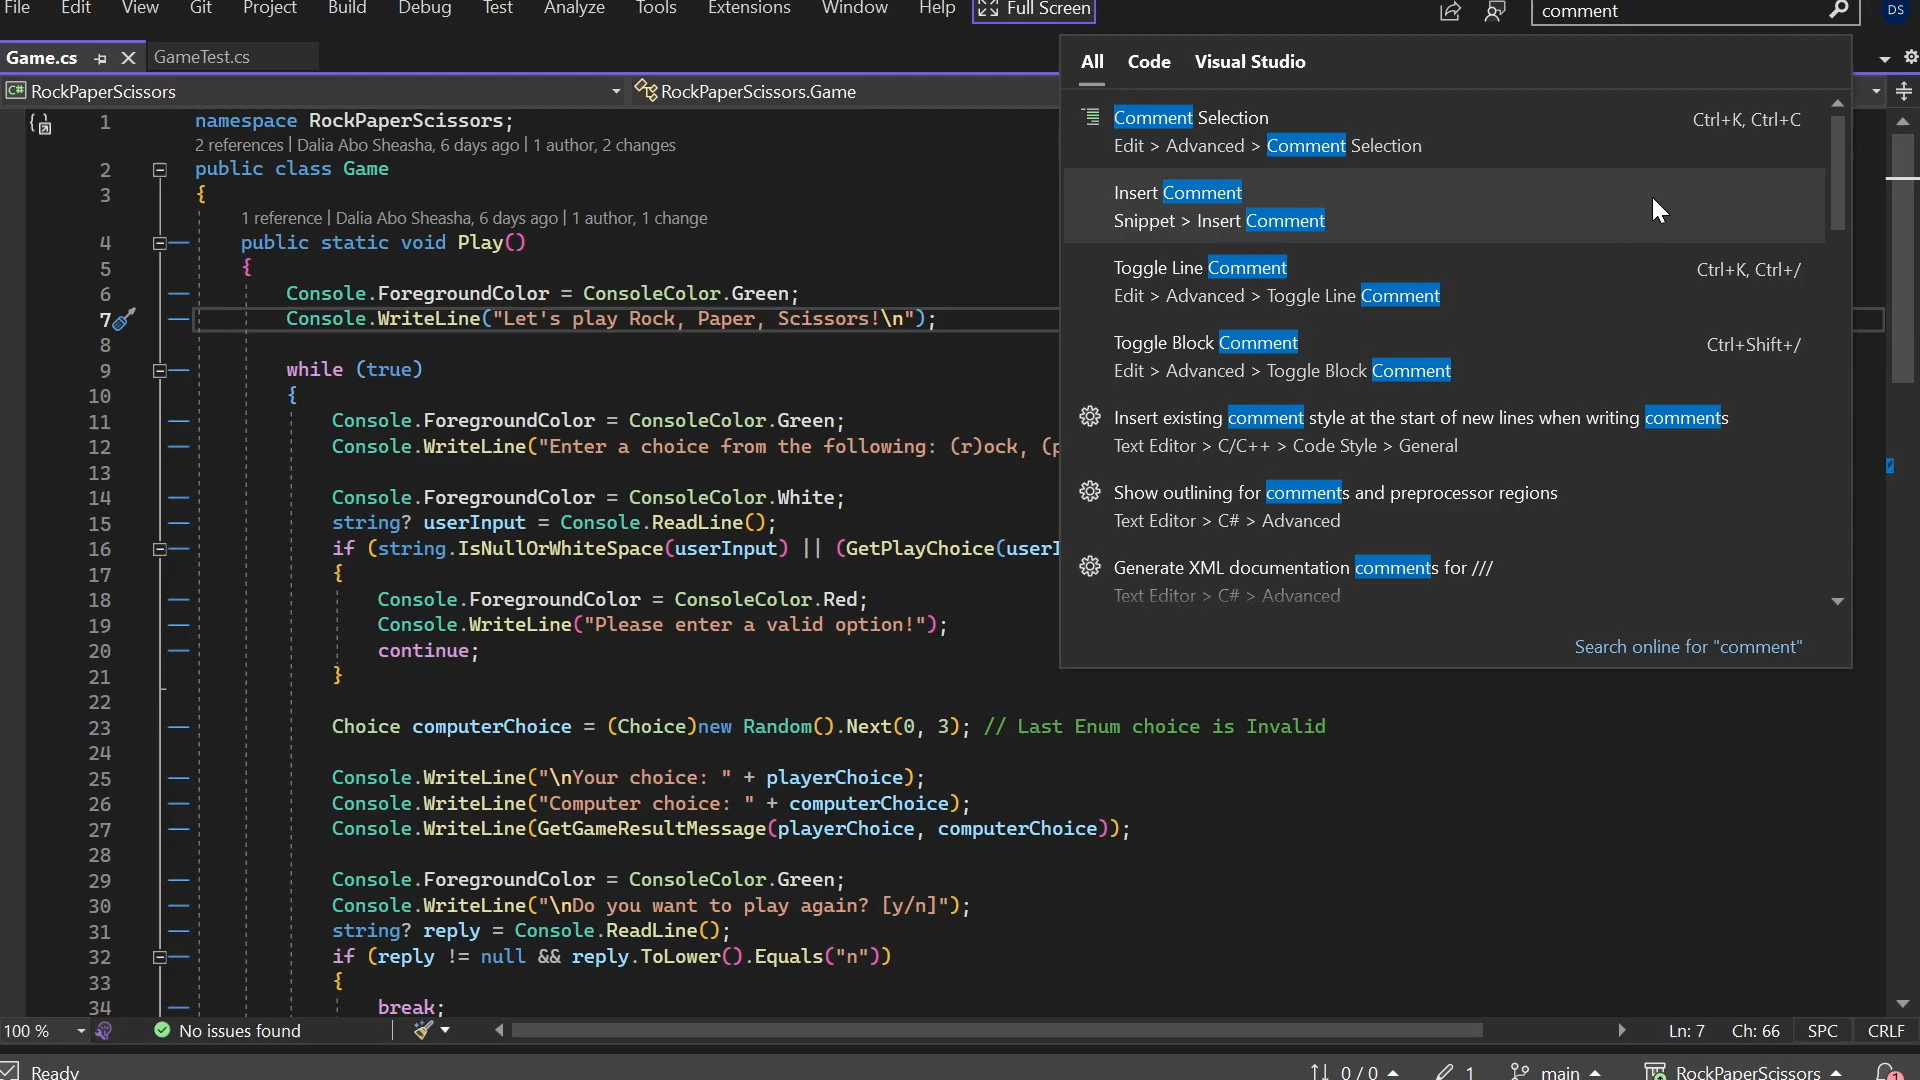 File Edit View Git Project Build Debug Test Analyze Tools Extensions Window Help Full Screen comment DS
Game.cs GameTest.cs
RockPaperScissors RockPaperScissors.Game
1 namespace RockPaperScissors;
2 references | Dalia Abo Sheasha, 6 days ago | 1 author, 2 changes
2 public class Game
3 {
1 reference | Dalia Abo Sheasha, 6 days ago | 1 author, 1 change
4 public static void Play()
5 {
6 Console.ForegroundColor = ConsoleColor.Green;
7 Console.WriteLine("Let's play Rock, Paper, Scissors!\n");
8
9 while (true)
10 {
11 Console.ForegroundColor = ConsoleColor.Green;
12 Console.WriteLine("Enter a choice from the following: (r)ock, (p
13
14 Console.ForegroundColor = ConsoleColor.White;
15 string? userInput = Console.ReadLine();
16 if (string.IsNullOrWhiteSpace(userInput) || (GetPlayChoice(userI
17 {
18 Console.ForegroundColor = ConsoleColor.Red;
19 Console.WriteLine("Please enter a valid option!");
20 continue;
21 }
22
23 Choice computerChoice = (Choice)new Random().Next(0, 3); // Last Enum choice is Invalid
24
25 Console.WriteLine("\nYour choice: " + playerChoice);
26 Console.WriteLine("Computer choice: " + computerChoice);
27 Console.WriteLine(GetGameResultMessage(playerChoice, computerChoice));
28
29 Console.ForegroundColor = ConsoleColor.Green;
30 Console.WriteLine("\nDo you want to play again? [y/n]");
31 string? reply = Console.ReadLine();
32 if (reply != null && reply.ToLower().Equals("n"))
33 {
34 break;
All Code Visual Studio
Comment Selection Ctrl+K, Ctrl+C
Edit > Advanced > Comment Selection
Insert Comment
Snippet > Insert Comment
Toggle Line Comment Ctrl+K, Ctrl+/
Edit > Advanced > Toggle Line Comment
Toggle Block Comment Ctrl+Shift+/
Edit > Advanced > Toggle Block Comment
Insert existing comment style at the start of new lines when writing comments
Text Editor > C/C++ > Code Style > General
Show outlining for comments and preprocessor regions
Text Editor > C# > Advanced
Generate XML documentation comments for ///
Text Editor > C# > Advanced
Search online for "comment"
100 % No issues found Ln: 7 Ch: 66 SPC CRLF
Ready 0 / 0 1 main RockPaperScissors 1